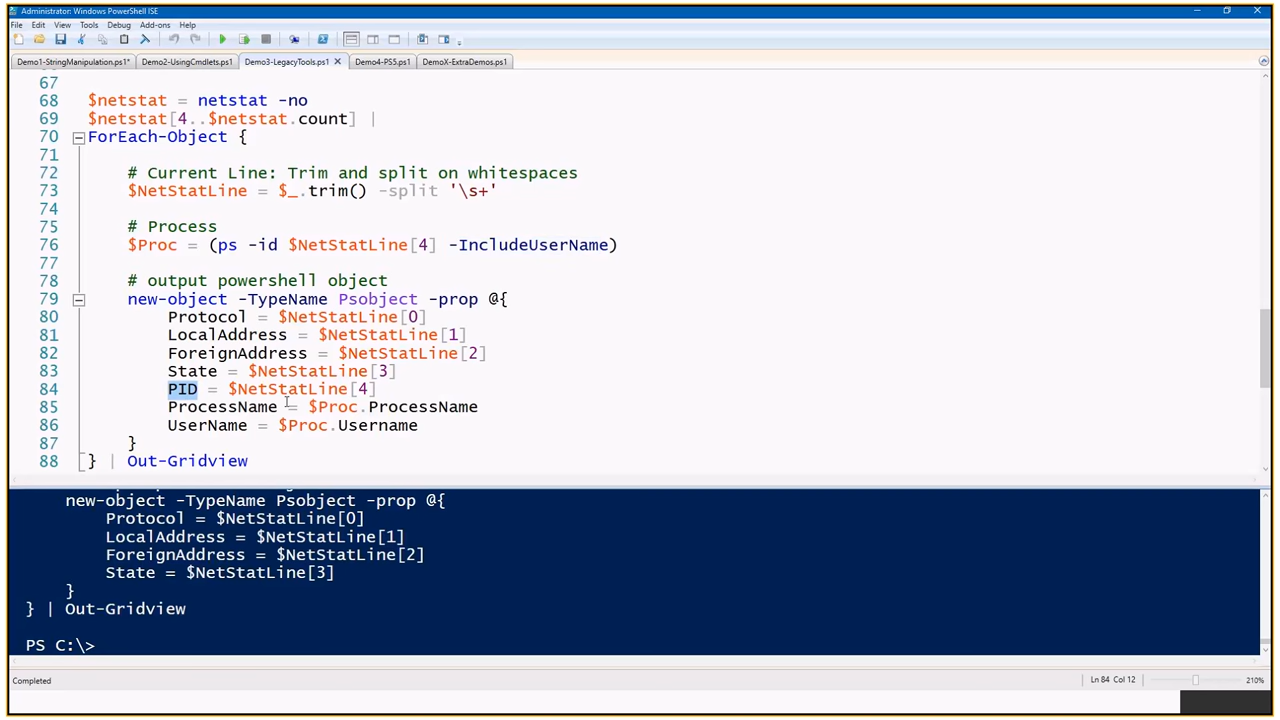 Administrator: Windows PowerShell ISE
File Edit View Tools Debug Add-ons Help
Demo1-StringManipulation.ps1* Demo2-UsingCmdlets.ps1 Demo3-LegacyTools.ps1 Demo4-PS5.ps1 DemoX-ExtraDemos.ps1
67
68 $netstat = netstat -no
69 $netstat[4..$netstat.count] |
70 ForEach-Object {
71
72 # Current Line: Trim and split on whitespaces
73 $NetStatLine = $_.trim() -split '\s+'
74
75 # Process
76 $Proc = (ps -id $NetStatLine[4] -IncludeUserName)
77
78 # output powershell object
79 new-object -TypeName Psobject -prop @{
80 Protocol = $NetStatLine[0]
81 LocalAddress = $NetStatLine[1]
82 ForeignAddress = $NetStatLine[2]
83 State = $NetStatLine[3]
84 PID = $NetStatLine[4]
85 ProcessName = $Proc.ProcessName
86 UserName = $Proc.Username
87 }
88 } | Out-Gridview
new-object -TypeName Psobject -prop @{
Protocol = $NetStatLine[0]
LocalAddress = $NetStatLine[1]
ForeignAddress = $NetStatLine[2]
State = $NetStatLine[3]
}
} | Out-Gridview
PS C:\>
Completed Ln 84 Col 12 210%